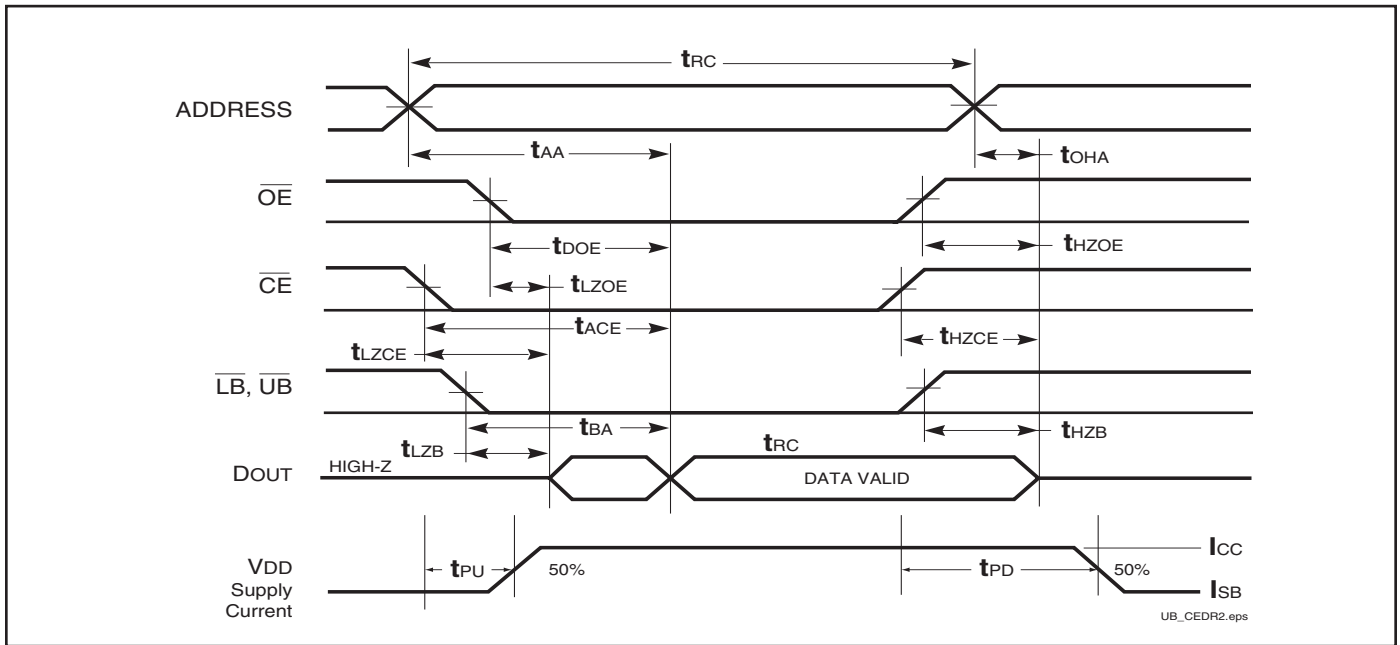 tRC
ADDRESS
tAA
tOHA
OE
tDOE
tHZOE
CE
tLZOE
tACE
tHZCE
tLZCE
LB, UB
tBA
tHZB
tLZB
tRC
DOUT
HIGH-Z
DATA VALID
ICC
VDD
tPU
50%
tPD
50%
Supply
ISB
Current
UB_CEDR2.eps